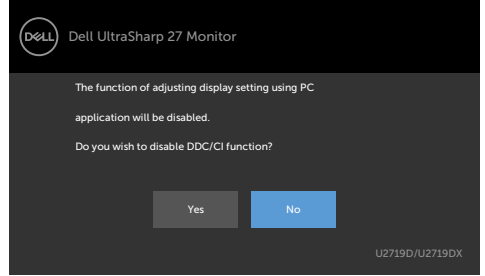 DELL
Dell UltraSharp 27 Monitor
The function of adjusting display setting using PC
application will be disabled.
Do you wish to disable DDC/CI function?
Yes
No
U2719D/U2719DX